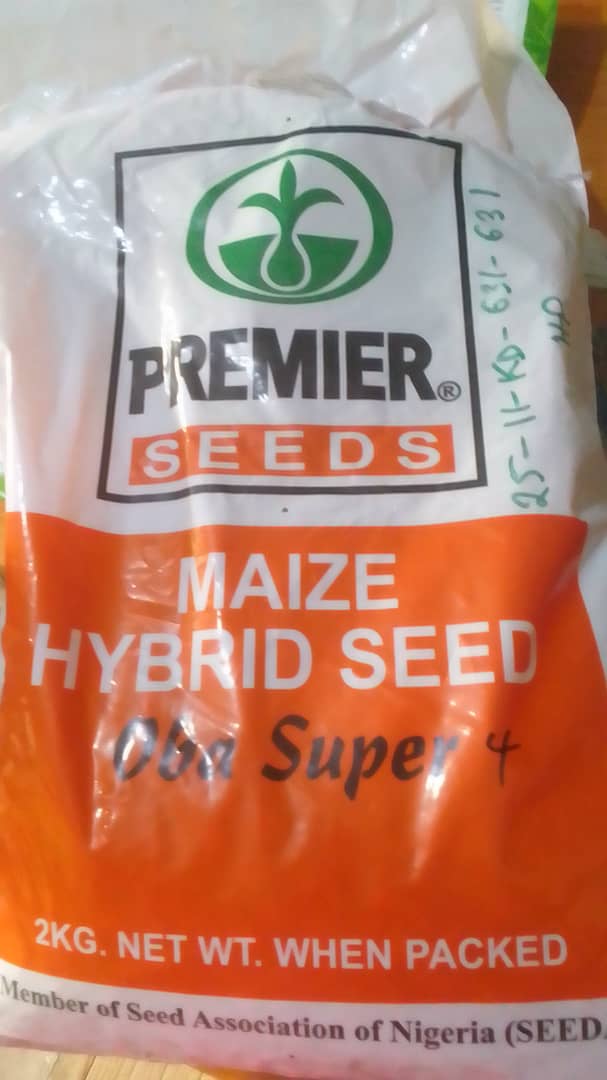 PREMIER®
SEEDS
25-11-KD-631-631
MAIZE
HYBRID SEED
Oba Super 4
2KG. NET WT. WHEN PACKED
Member of Seed Association of Nigeria (SEED